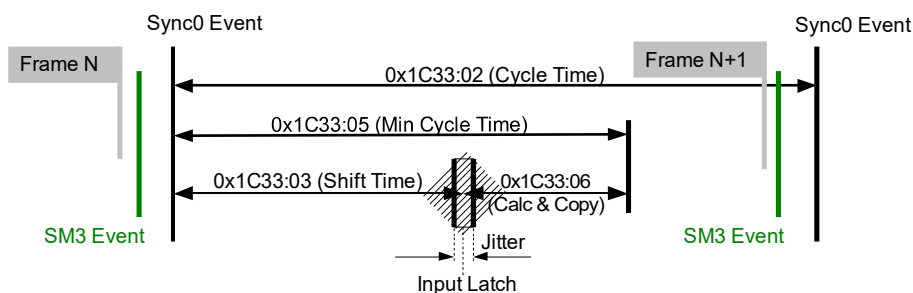 Sync0 Event
Sync0 Event
Frame N
Frame N+1
0x1C33:02 (Cycle Time)
0x1C33:05 (Min Cycle Time)
0x1C33:03 (Shift Time)
0x1C33:06
(Calc & Copy)
SM3 Event
SM3 Event
Jitter
Input Latch